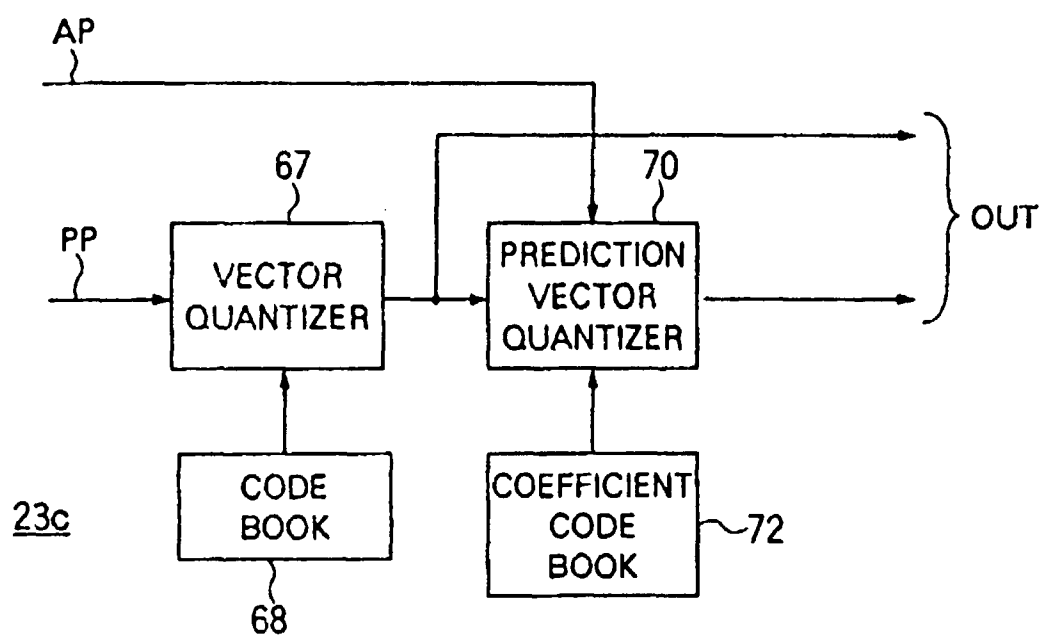 AP
67
70
OUT
PP
VECTOR
QUANTIZER
PREDICTION
VECTOR
QUANTIZER
CODE
BOOK
COEFFICIENT
CODE
BOOK
23c
72
68